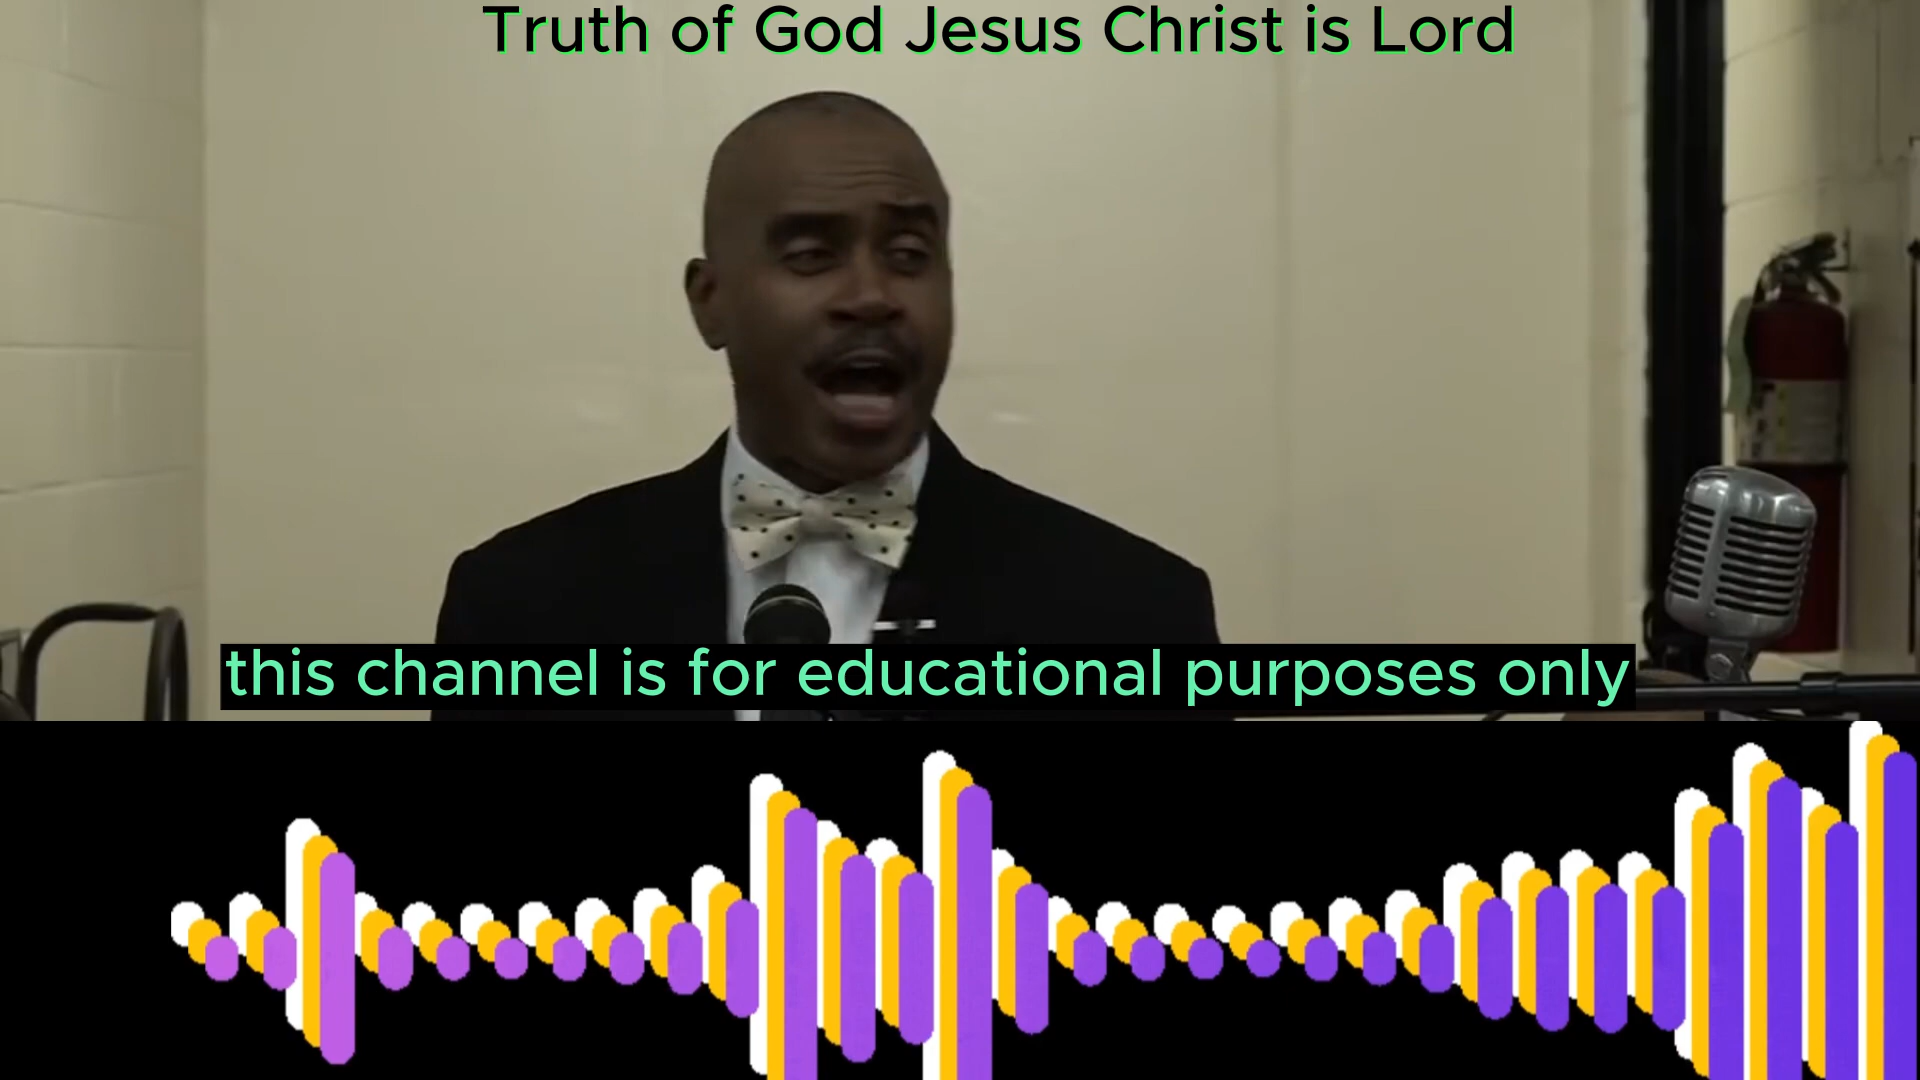 Truth of God Jesus Christ is Lord
this channel is for educational purposes only